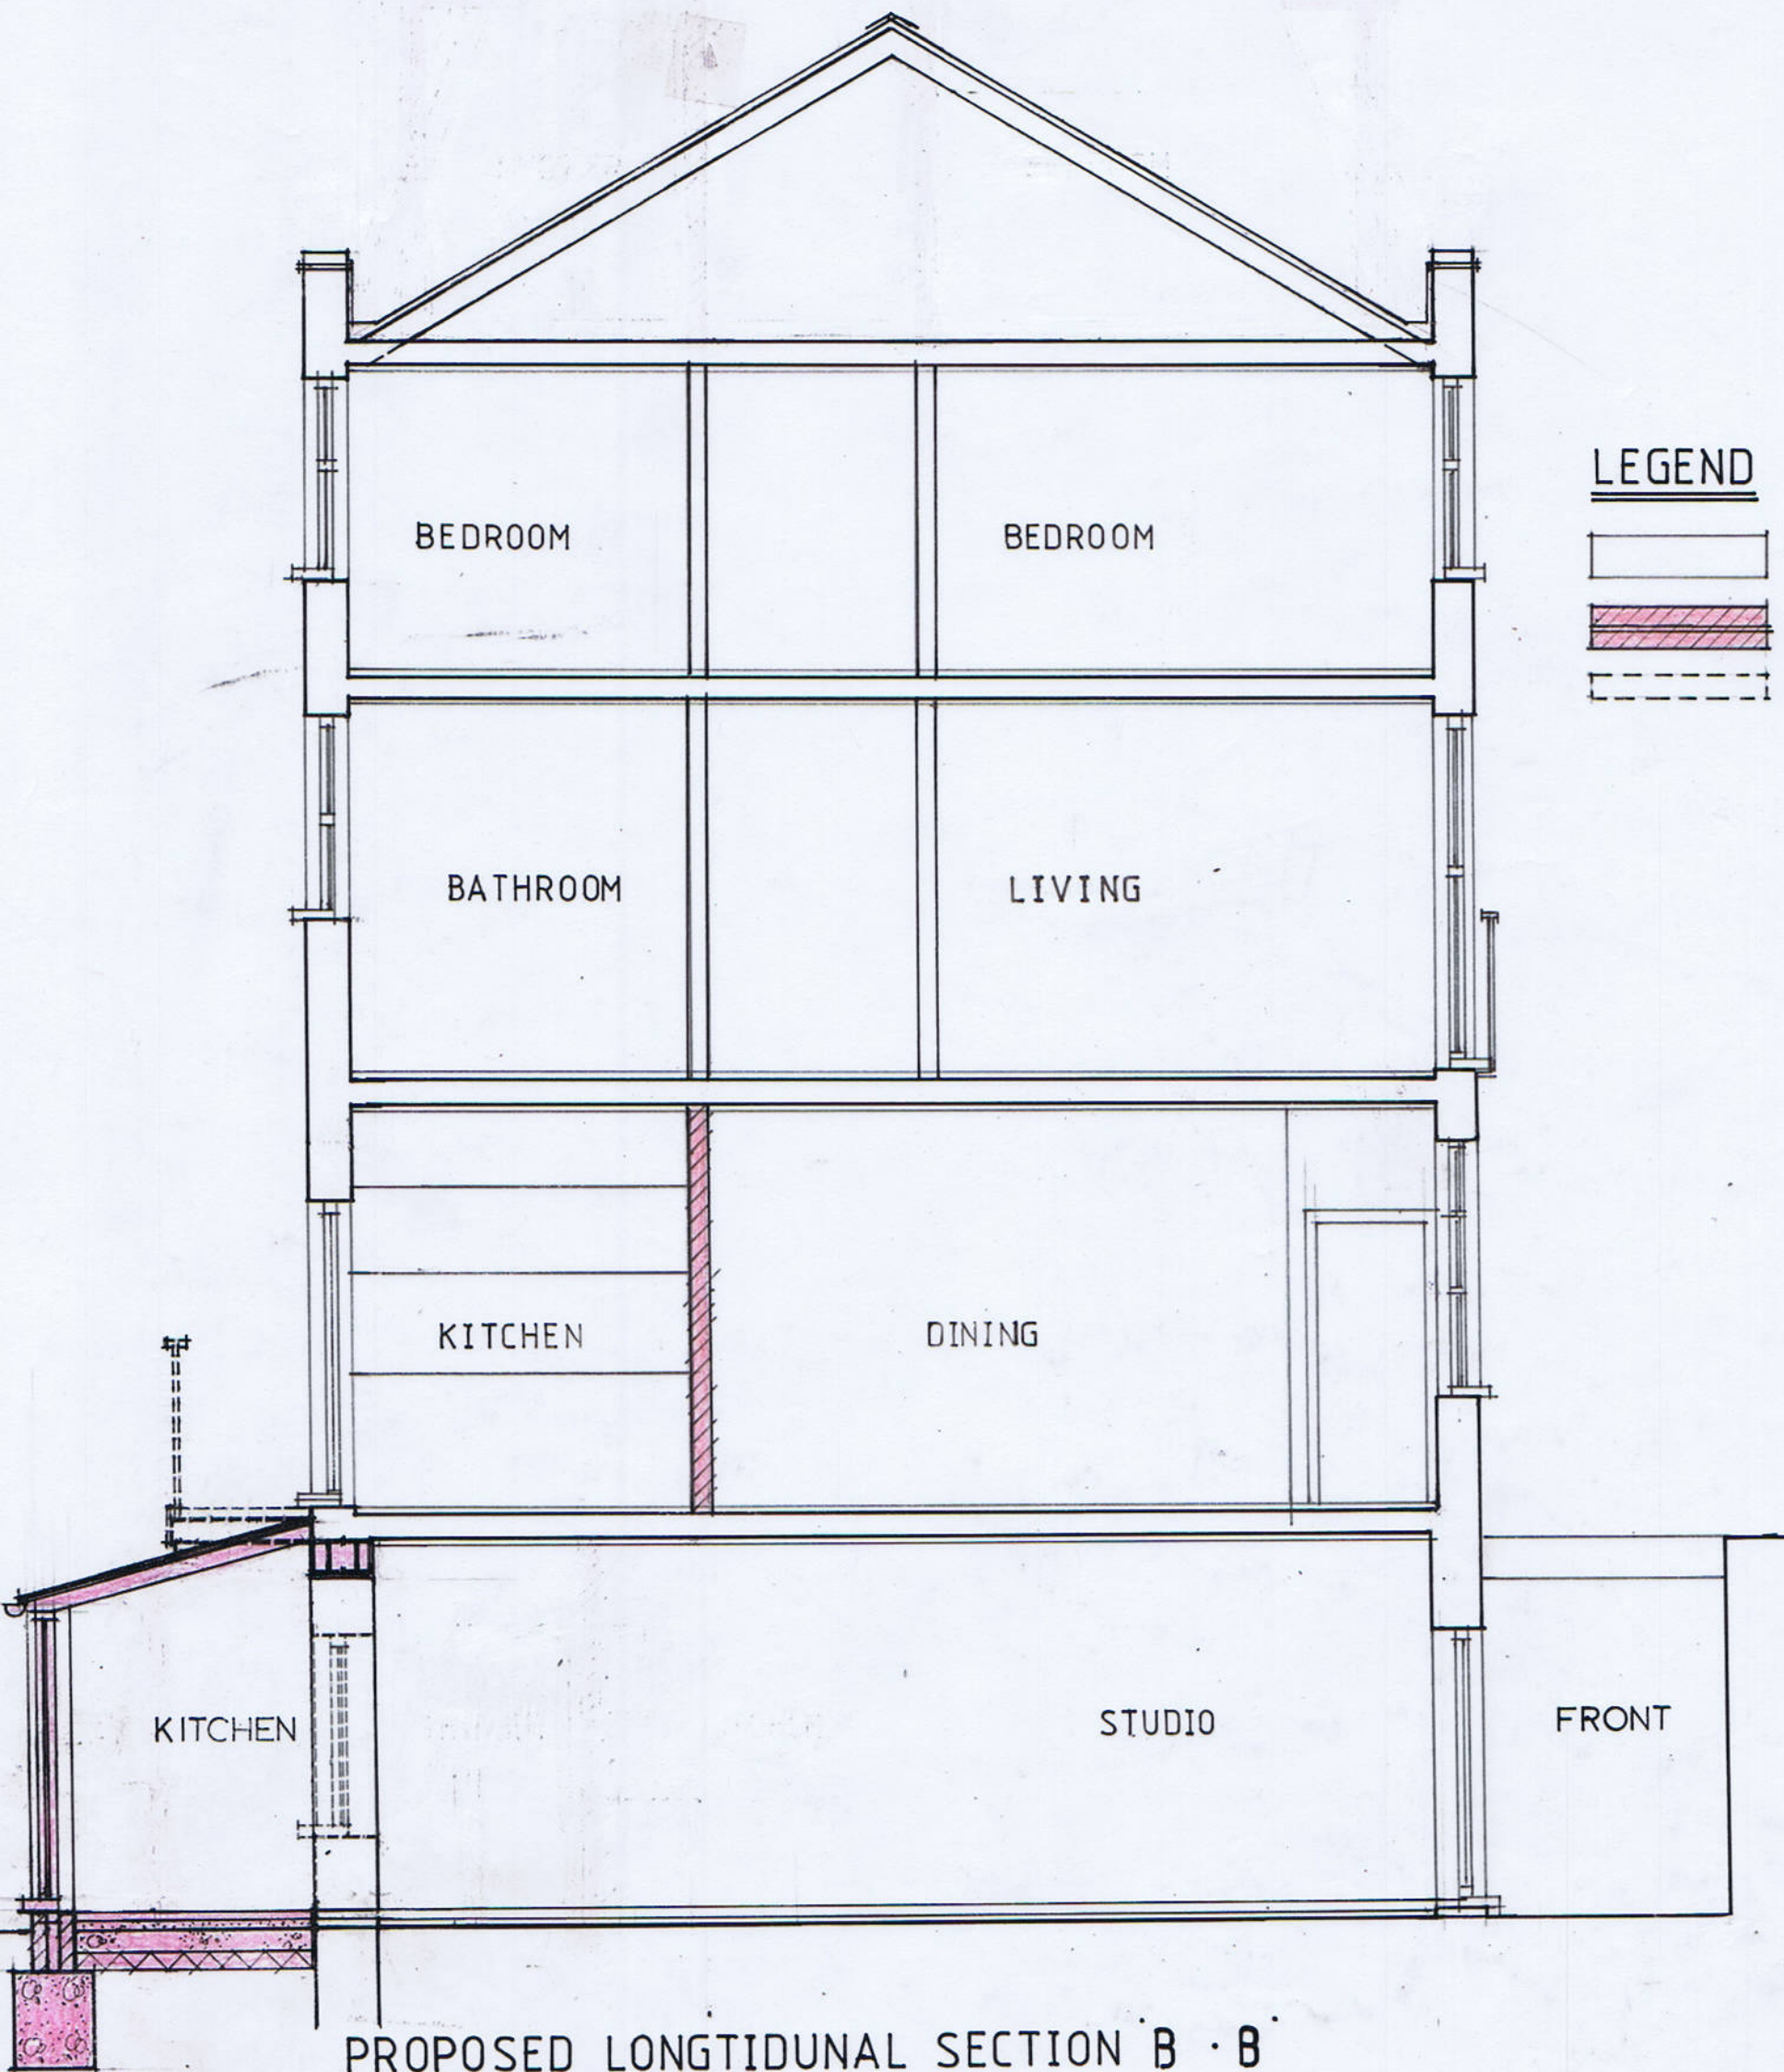 LEGEND
BEDROOM BEDROOM
BATHROOM LIVING
KITCHEN DINING
KITCHEN STUDIO FRONT
PROPOSED LONGTIDUNAL SECTION 'B - B'